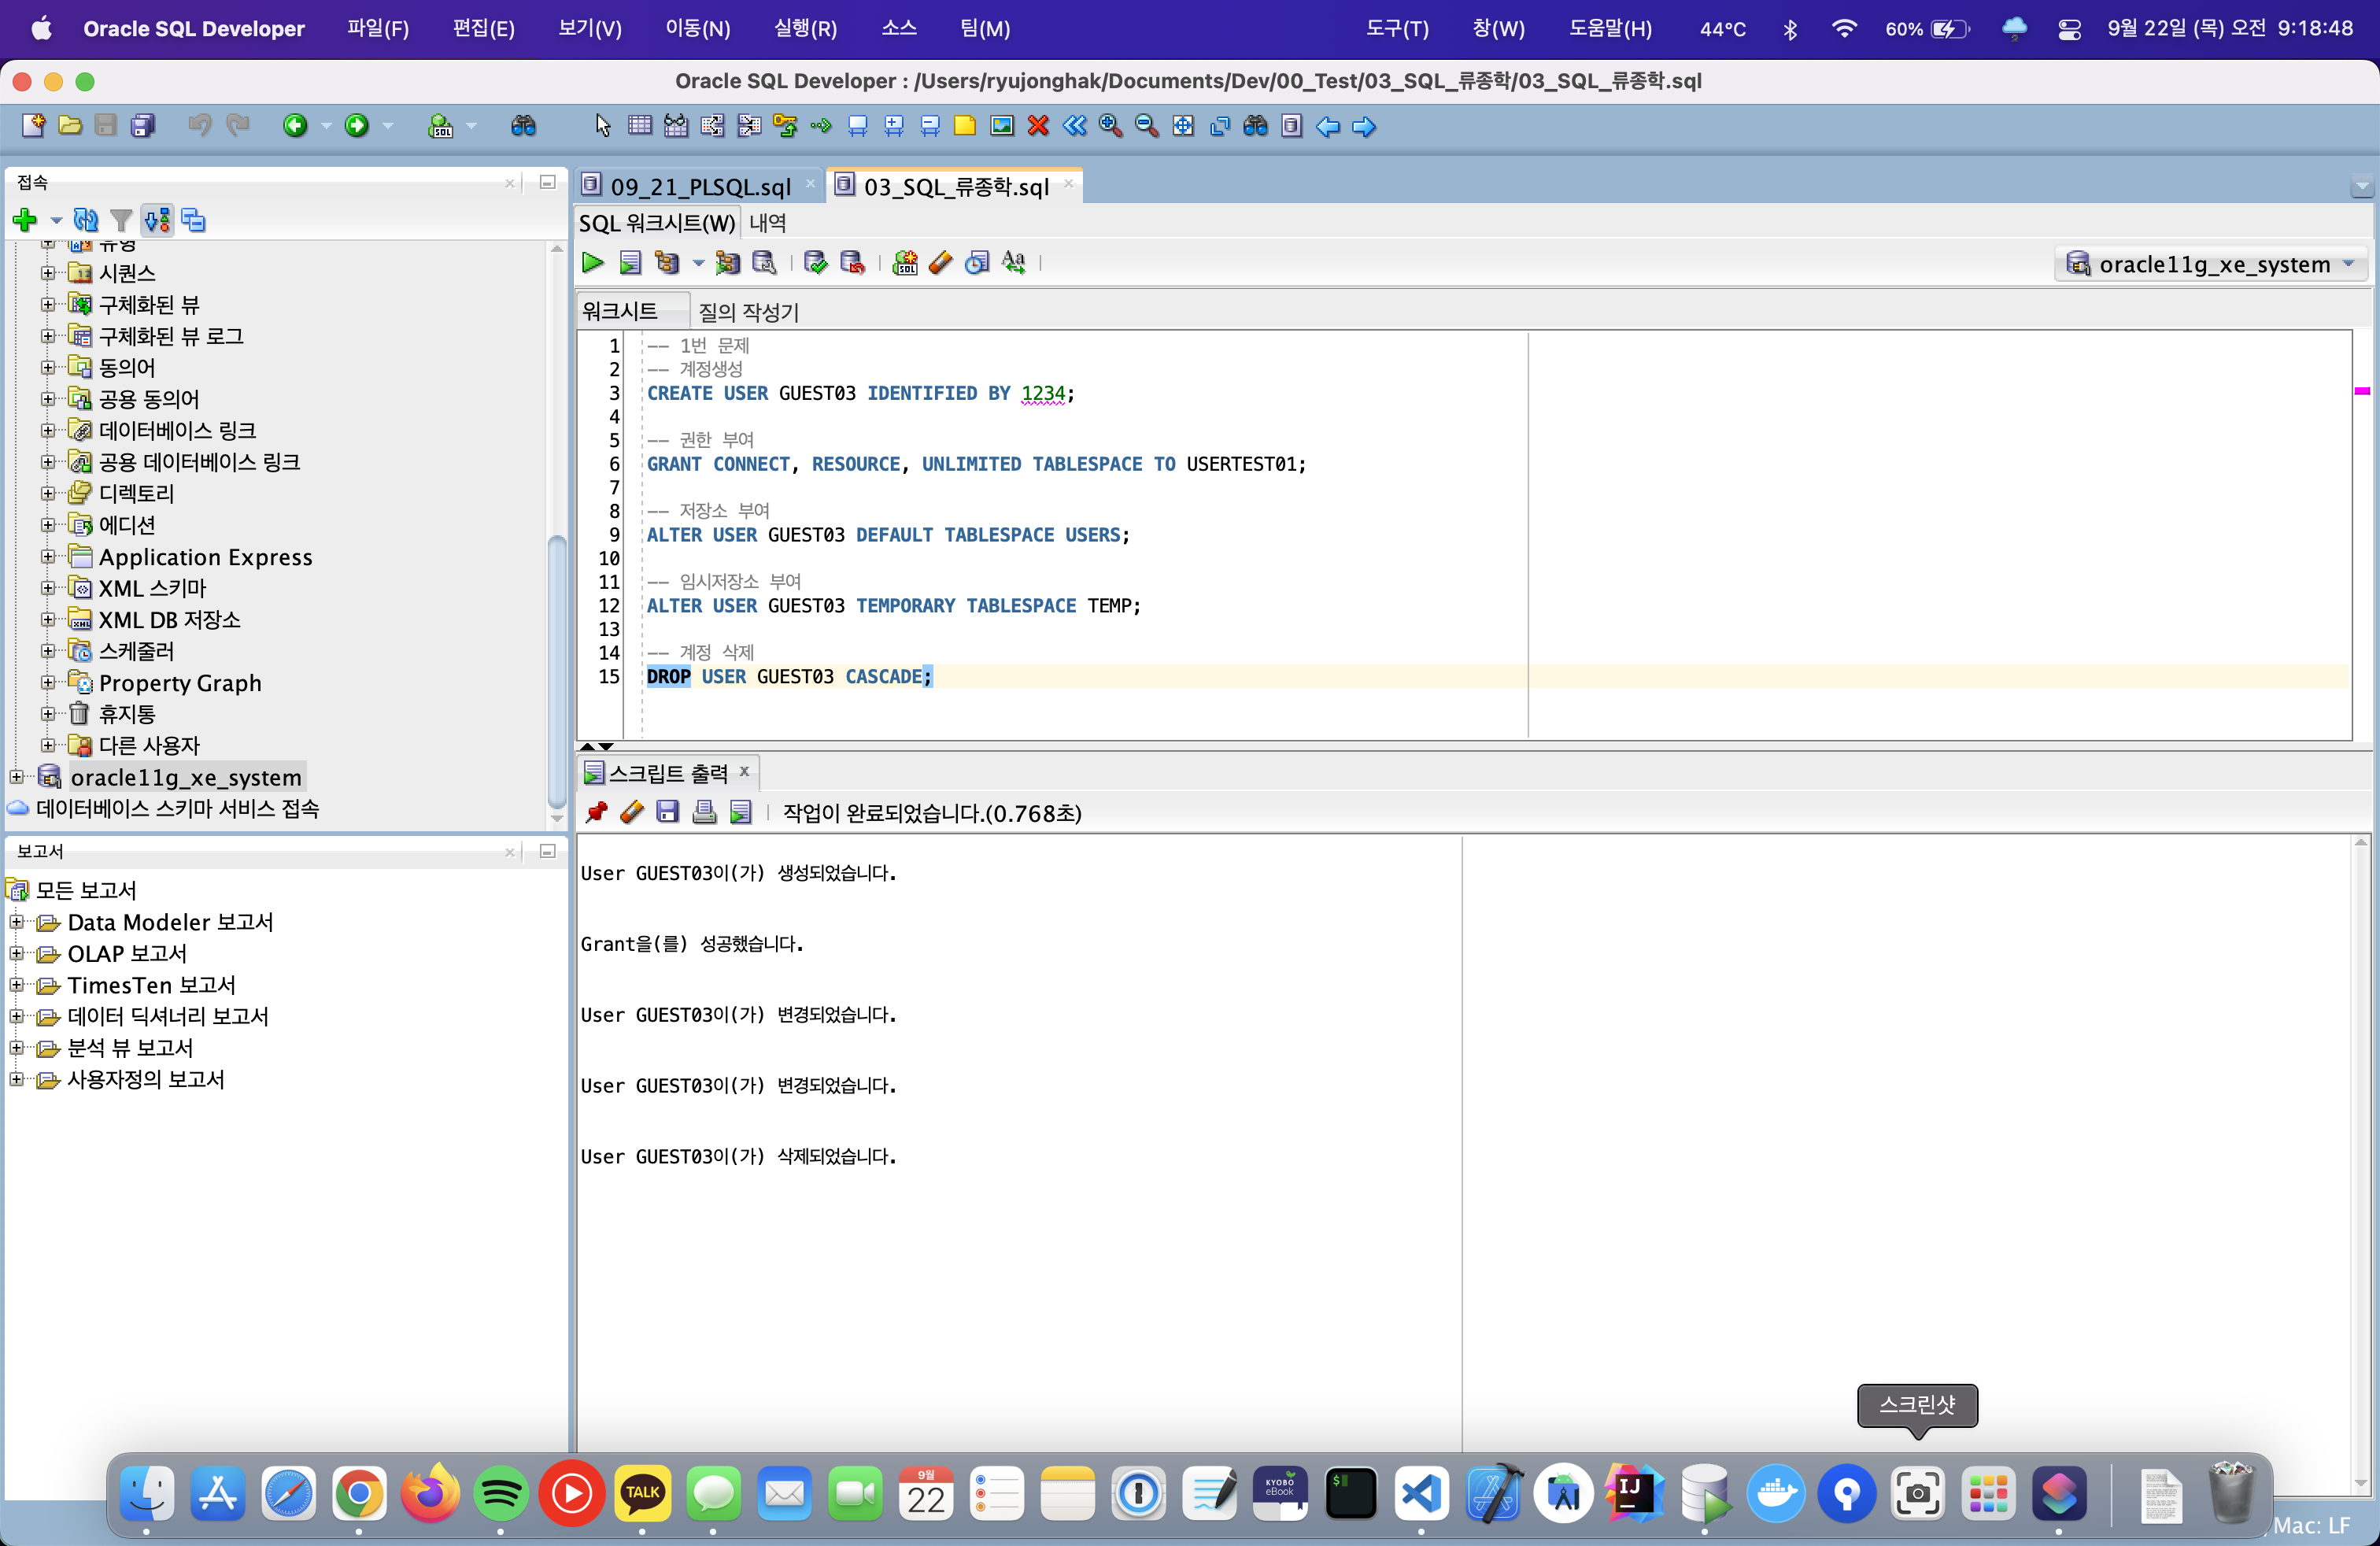 Oracle SQL Developer 파일(F) 편집(E) 보기(V) 이동(N) 실행(R) 소스 팀(M) 도구(T) 창(W) 도움말(H) 44°C 60% 9월 22일 (목) 오전 9:18:48
Oracle SQL Developer : /Users/ryujonghak/Documents/Dev/00_Test/03_SQL_류종학/03_SQL_류종학.sql
접속
유형
시퀀스
구체화된 뷰
구체화된 뷰 로그
동의어
공용 동의어
데이터베이스 링크
공용 데이터베이스 링크
디렉토리
에디션
Application Express
XML 스키마
XML DB 저장소
스케줄러
Property Graph
휴지통
다른 사용자
oracle11g_xe_system
데이터베이스 스키마 서비스 접속
보고서
모든 보고서
Data Modeler 보고서
OLAP 보고서
TimesTen 보고서
데이터 딕셔너리 보고서
분석 뷰 보고서
사용자정의 보고서
09_21_PLSQL.sql 03_SQL_류종학.sql
SQL 워크시트(W) 내역
oracle11g_xe_system
워크시트 질의 작성기
1 -- 1번 문제
2 -- 계정생성
3 CREATE USER GUEST03 IDENTIFIED BY 1234;
4
5 -- 권한 부여
6 GRANT CONNECT, RESOURCE, UNLIMITED TABLESPACE TO USERTEST01;
7
8 -- 저장소 부여
9 ALTER USER GUEST03 DEFAULT TABLESPACE USERS;
10
11 -- 임시저장소 부여
12 ALTER USER GUEST03 TEMPORARY TABLESPACE TEMP;
13
14 -- 계정 삭제
15 DROP USER GUEST03 CASCADE;
스크립트 출력
작업이 완료되었습니다.(0.768초)
User GUEST03이(가) 생성되었습니다.
Grant을(를) 성공했습니다.
User GUEST03이(가) 변경되었습니다.
User GUEST03이(가) 변경되었습니다.
User GUEST03이(가) 삭제되었습니다.
스크린샷
TALK
9월
22
KYOBO
eBook
IJ
Mac: LF